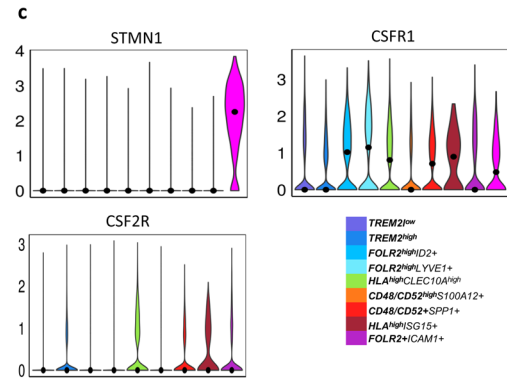 c
STMN1
CSFR1
4
3
2
1
0
3
2
1
0
CSF2R
3
2
1
0
TREM2low
TREM2high
FOLR2highID2+
FOLR2highLYVE1+
HLAhighCLEC10Ahigh
CD48/CD52highS100A12+
CD48/CD52+SPP1+
HLAhighISG15+
FOLR2+ICAM1+